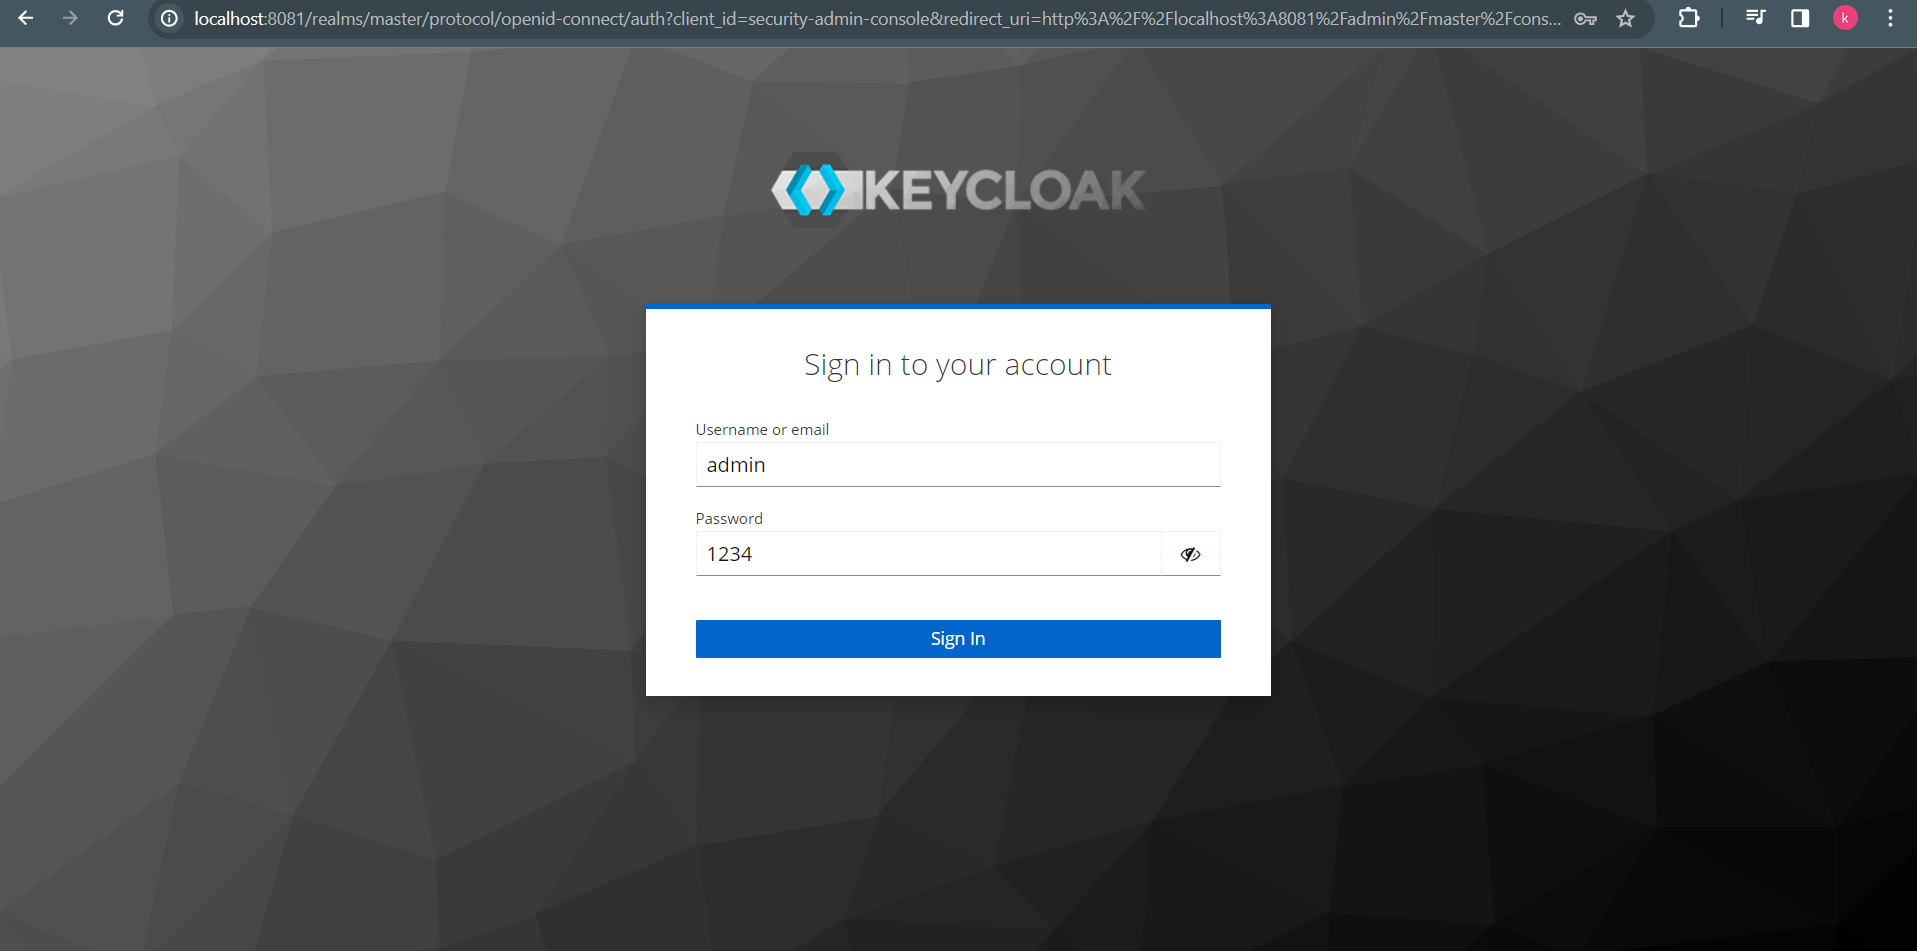 localhost:8081/realms/master/protocol/openid-connect/auth?client_id=security-admin-console&redirect_uri=http%3A%2F%2Flocalhost%3A8081%2Fadmin%2Fmaster%2Fcons...
k
KEYCLOAK
Sign in to your account
Username or email
admin
Password
1234
Sign In